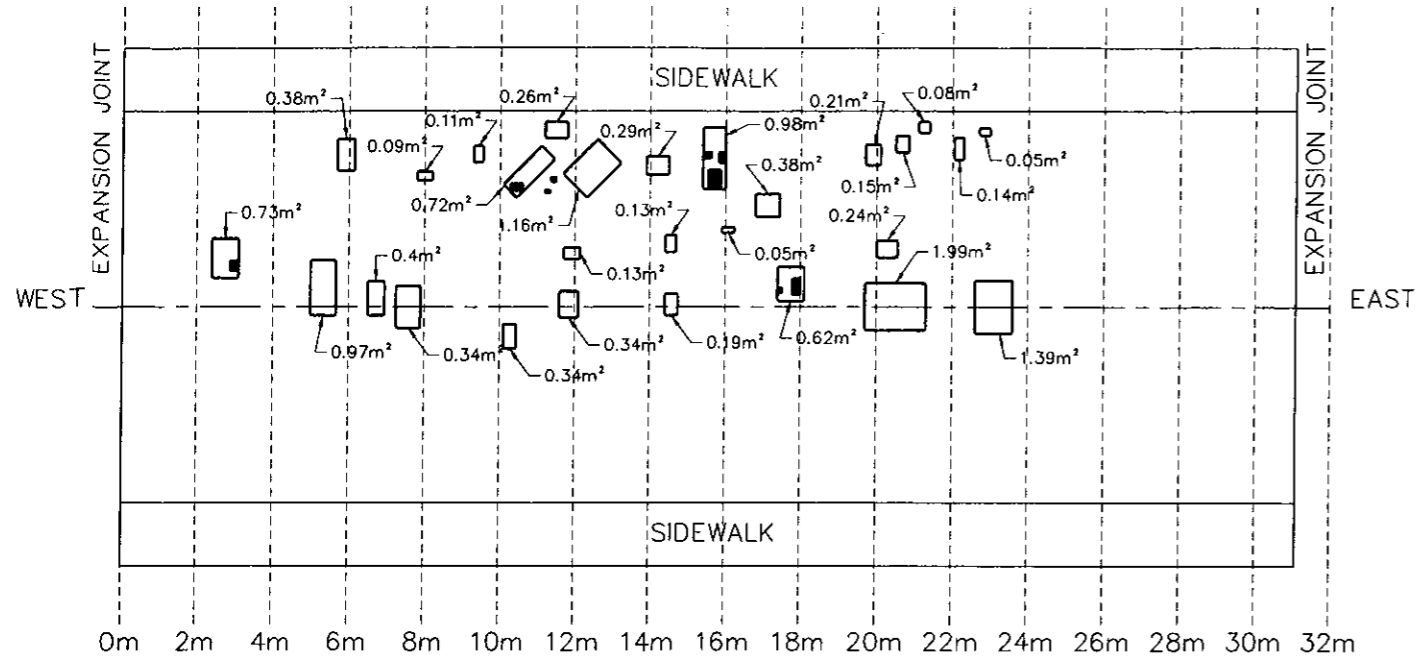 SIDEWALK
EXPANSION JOINT
EXPANSION JOINT
0.38m²
0.26m²
0.21m²
0.08m²
0.11m²
0.98m²
0.09m²
0.29m²
0.05m²
0.38m²
0.15m²
0.14m²
0.72m²
1.16m²
0.13m²
0.24m²
0.73m²
0.05m²
1.99m²
0.4m²
0.13m²
WEST
EAST
0.97m²
0.34m²
0.34m²
0.34m²
0.19m²
0.62m²
1.39m²
SIDEWALK
0m 2m 4m 6m 8m 10m 12m 14m 16m 18m 20m 22m 24m 26m 28m 30m 32m